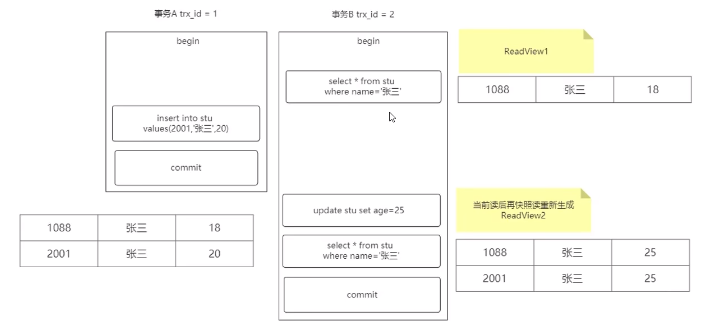 事务A trx_id = 1
事务B trx_id = 2
begin
begin
ReadView1
select * from stu
where name='张三'
1088 张三 18
insert into stu
values(2001,'张三',20)
commit
update stu set age=25
当前读后再快照读重新生成
ReadView2
1088 张三 18
2001 张三 20
select * from stu
where name='张三'
1088 张三 25
2001 张三 25
commit